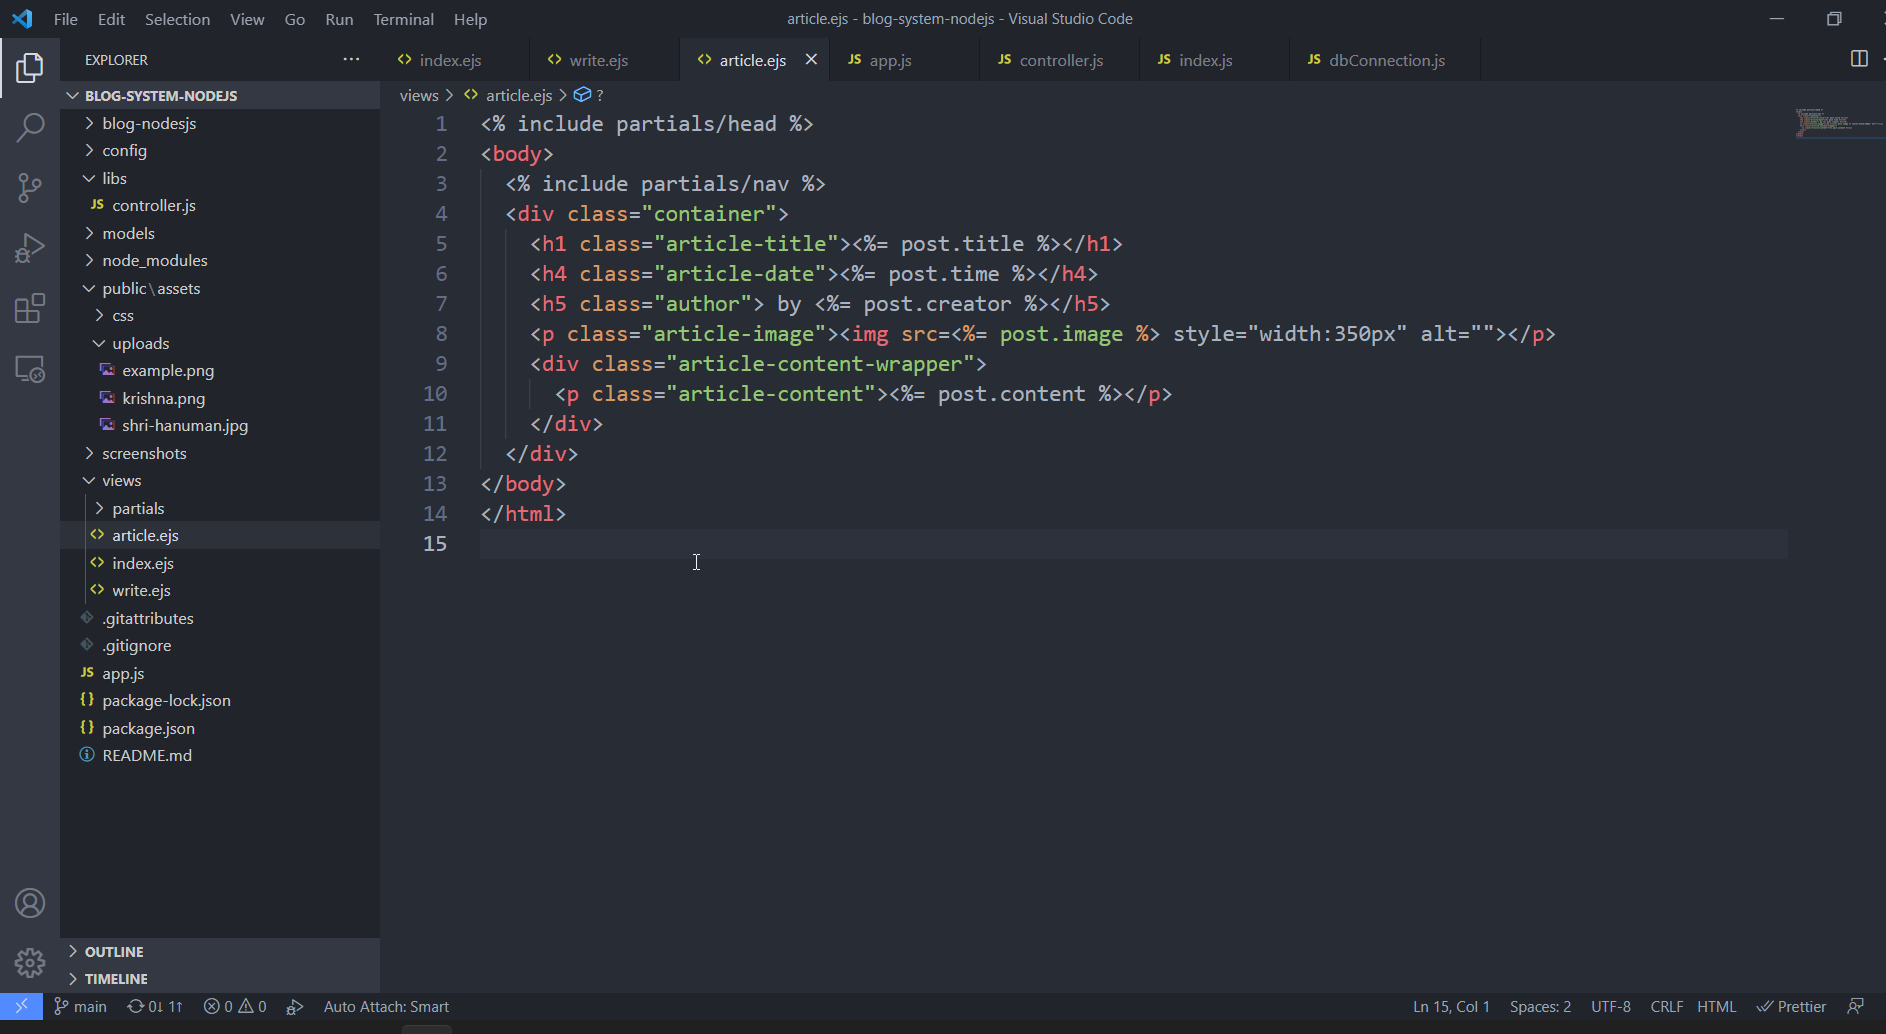 File Edit Selection View Go Run Terminal Help
article.ejs - blog-system-nodejs - Visual Studio Code
EXPLORER
index.ejs write.ejs article.ejs JS app.js JS controller.js JS index.js JS dbConnection.js
BLOG-SYSTEM-NODEJS
views > article.ejs > ?
blog-nodesjs
config
libs
JS controller.js
models
node_modules
public\assets
css
uploads
example.png
krishna.png
shri-hanuman.jpg
screenshots
views
partials
article.ejs
index.ejs
write.ejs
.gitattributes
.gitignore
JS app.js
{} package-lock.json
{} package.json
README.md
OUTLINE
TIMELINE
1 <% include partials/head %>
2 <body>
3 <% include partials/nav %>
4 <div class="container">
5 <h1 class="article-title"><%= post.title %></h1>
6 <h4 class="article-date"><%= post.time %></h4>
7 <h5 class="author"> by <%= post.creator %></h5>
8 <p class="article-image"><img src=<%= post.image %> style="width:350px" alt=""></p>
9 <div class="article-content-wrapper">
10 <p class="article-content"><%= post.content %></p>
11 </div>
12 </div>
13 </body>
14 </html>
15
main 0↓ 1↑ 0 0 Auto Attach: Smart
Ln 15, Col 1 Spaces: 2 UTF-8 CRLF HTML Prettier